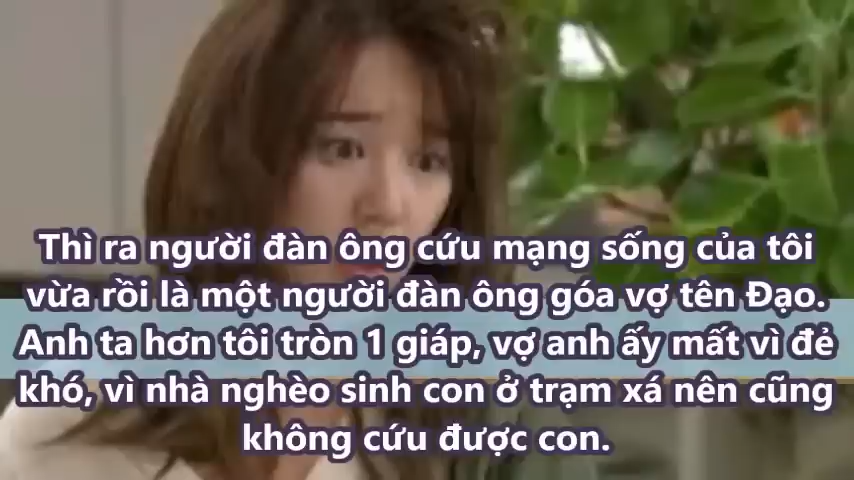 Thì ra người đàn ông cứu mạng sống của tôi
vừa rồi là một người đàn ông góa vợ tên Đạo.
Anh ta hơn tôi tròn 1 giáp, vợ anh ấy mất vì đẻ
khó, vì nhà nghèo sinh con ở trạm xá nên cũng
không cứu được con.